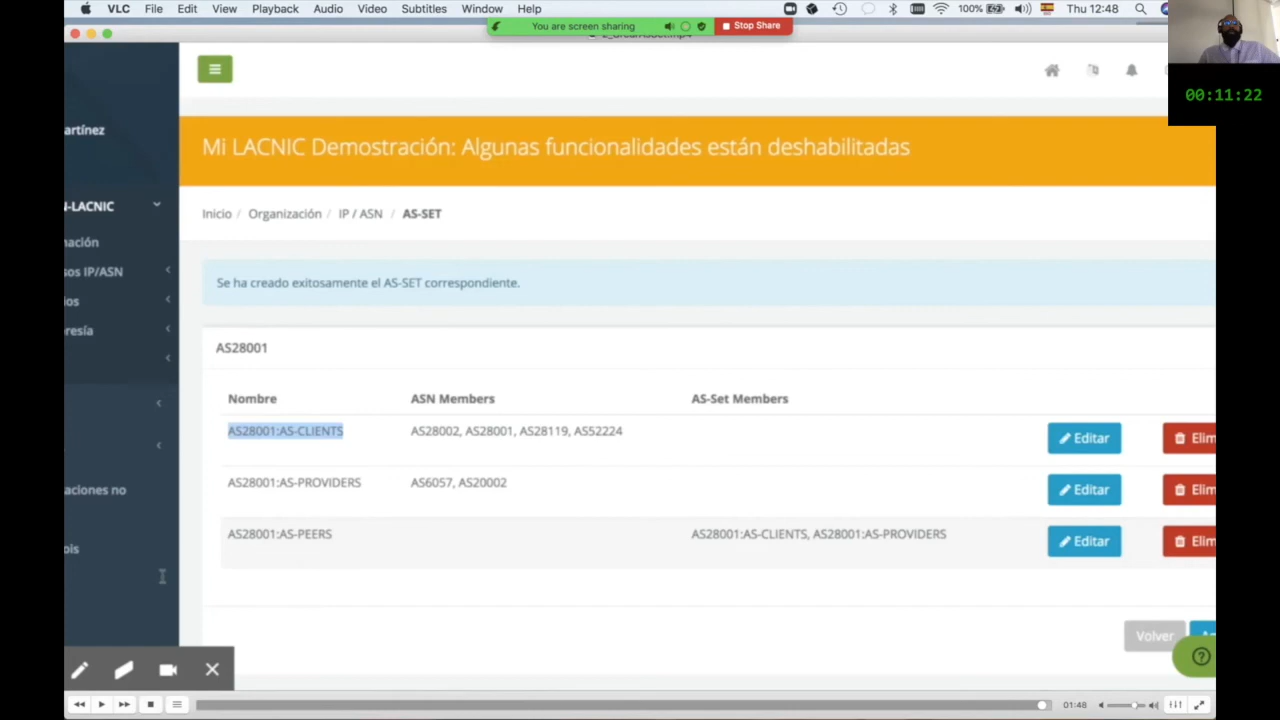 VLC File Edit View Playback Audio Video Subtitles Window Help 100% Thu 12:48
You are screen sharing Stop Share
00:11:22
artínez
Mi LACNIC Demostración: Algunas funcionalidades están deshabilitadas
-LACNIC
Inicio / Organización / IP / ASN / AS-SET
mación
sos IP/ASN
ios
resía
Se ha creado exitosamente el AS-SET correspondiente.
AS28001
Nombre ASN Members AS-Set Members
AS28001:AS-CLIENTS AS28002, AS28001, AS28119, AS52224 Editar Elim
AS28001:AS-PROVIDERS AS6057, AS20002 Editar Elim
aciones no
AS28001:AS-PEERS AS28001:AS-CLIENTS, AS28001:AS-PROVIDERS Editar Elim
ois
Volver
01:48